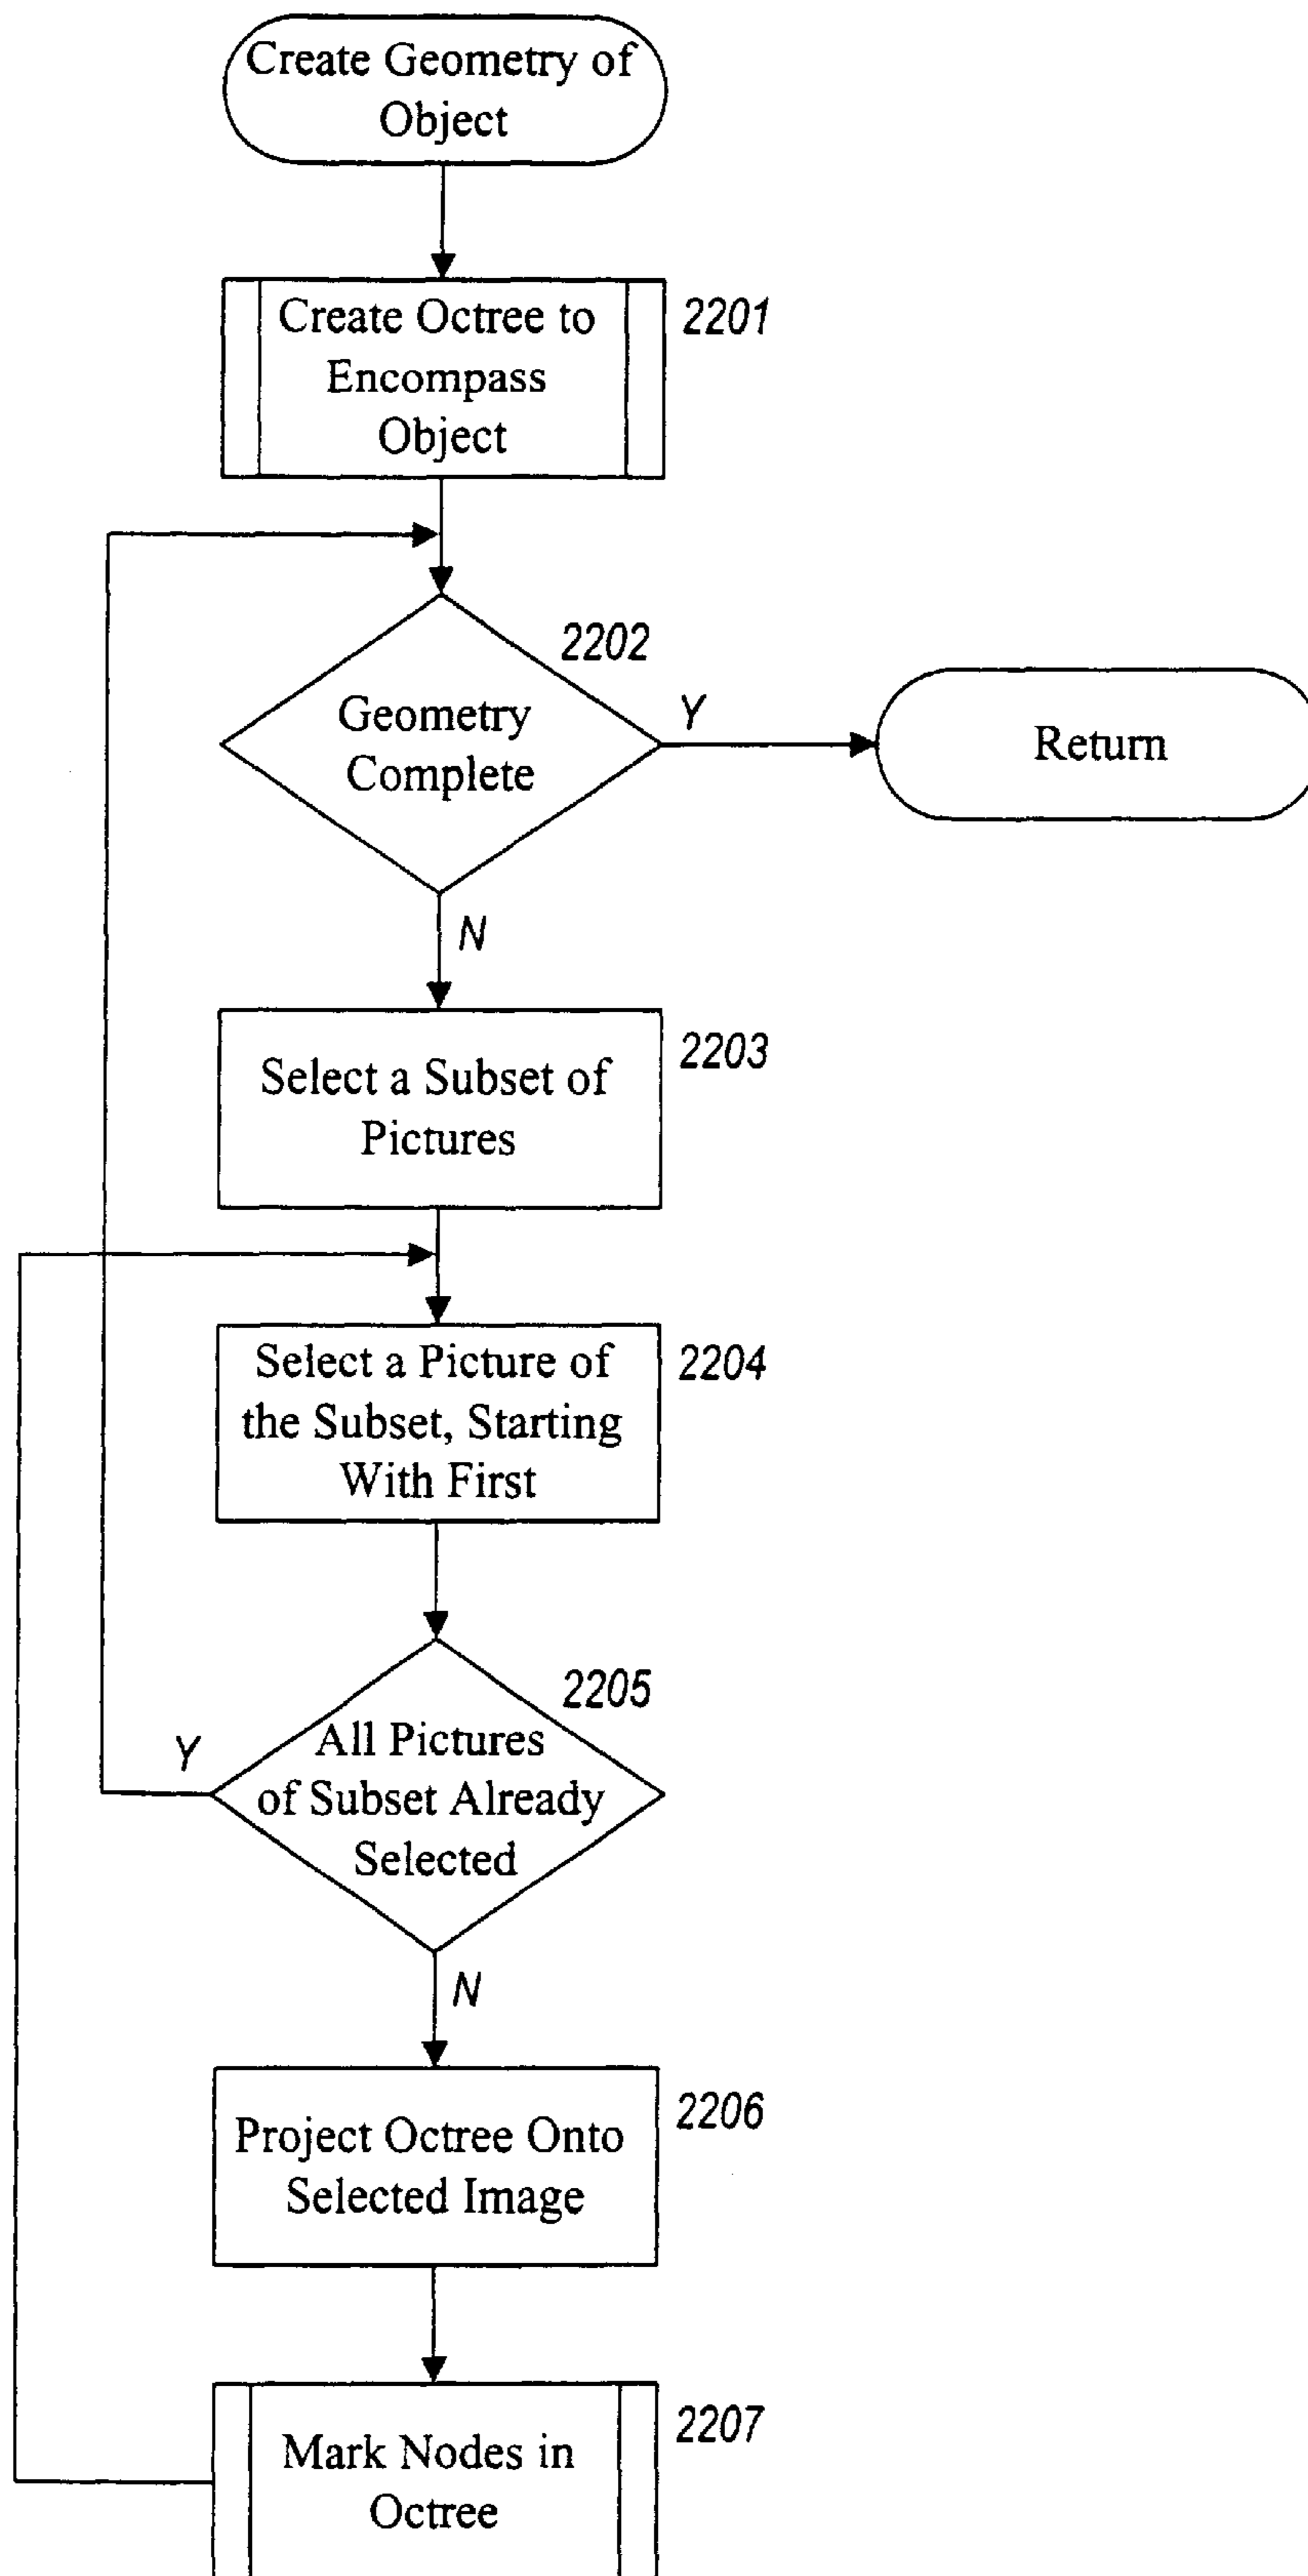 Create Geometry of
Object
Create Octree to
Encompass
Object
2201
2202
Geometry
Complete
Y
Return
N
Select a Subset of
Pictures
2203
Select a Picture of
the Subset, Starting
With First
2204
2205
All Pictures
of Subset Already
Selected
Y
N
Project Octree Onto
Selected Image
2206
Mark Nodes in
Octree
2207